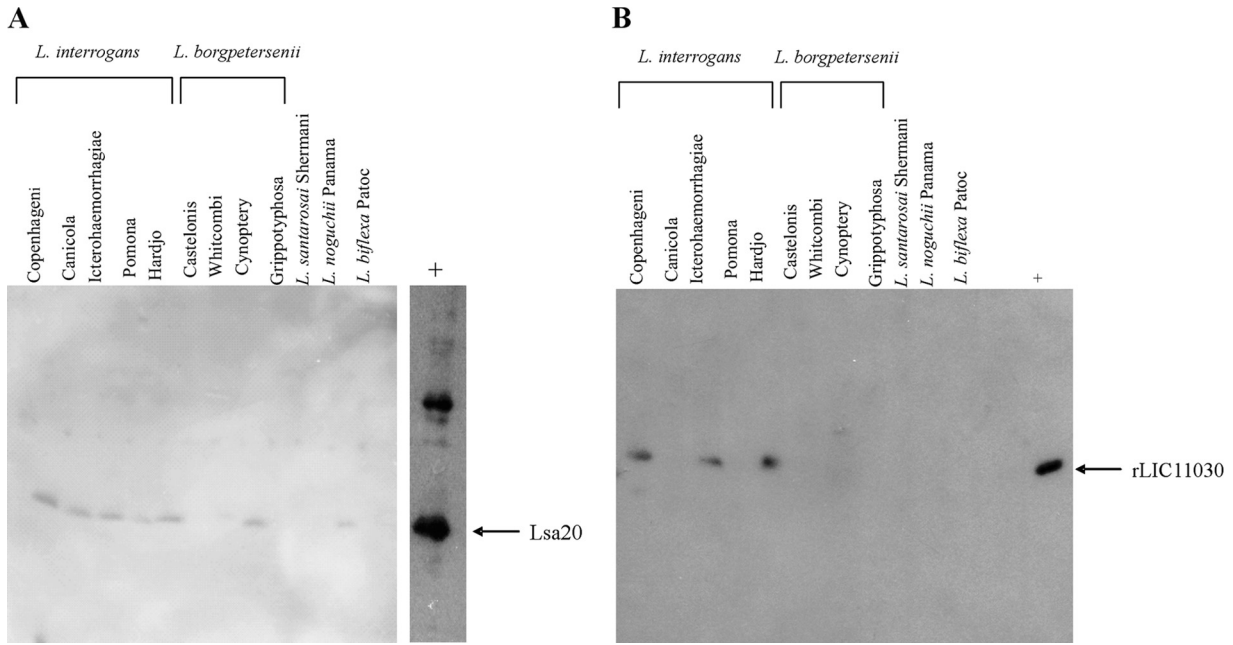 A
L. interrogans
L. borgpetersenii
Copenhageni
Canicola
Icterohaemorrhagiae
Pomona
Hardjo
Castelonis
Whitcombi
Cynoptery
Grippotyphosa
L. santarosai Shermani
L. noguchii Panama
L. biflexa Patoc
+
Lsa20
B
L. interrogans
L. borgpetersenii
Copenhageni
Canicola
Icterohaemorrhagiae
Pomona
Hardjo
Castelonis
Whitcombi
Cynoptery
Grippotyphosa
L. santarosai Shermani
L. noguchii Panama
L. biflexa Patoc
+
rLIC11030